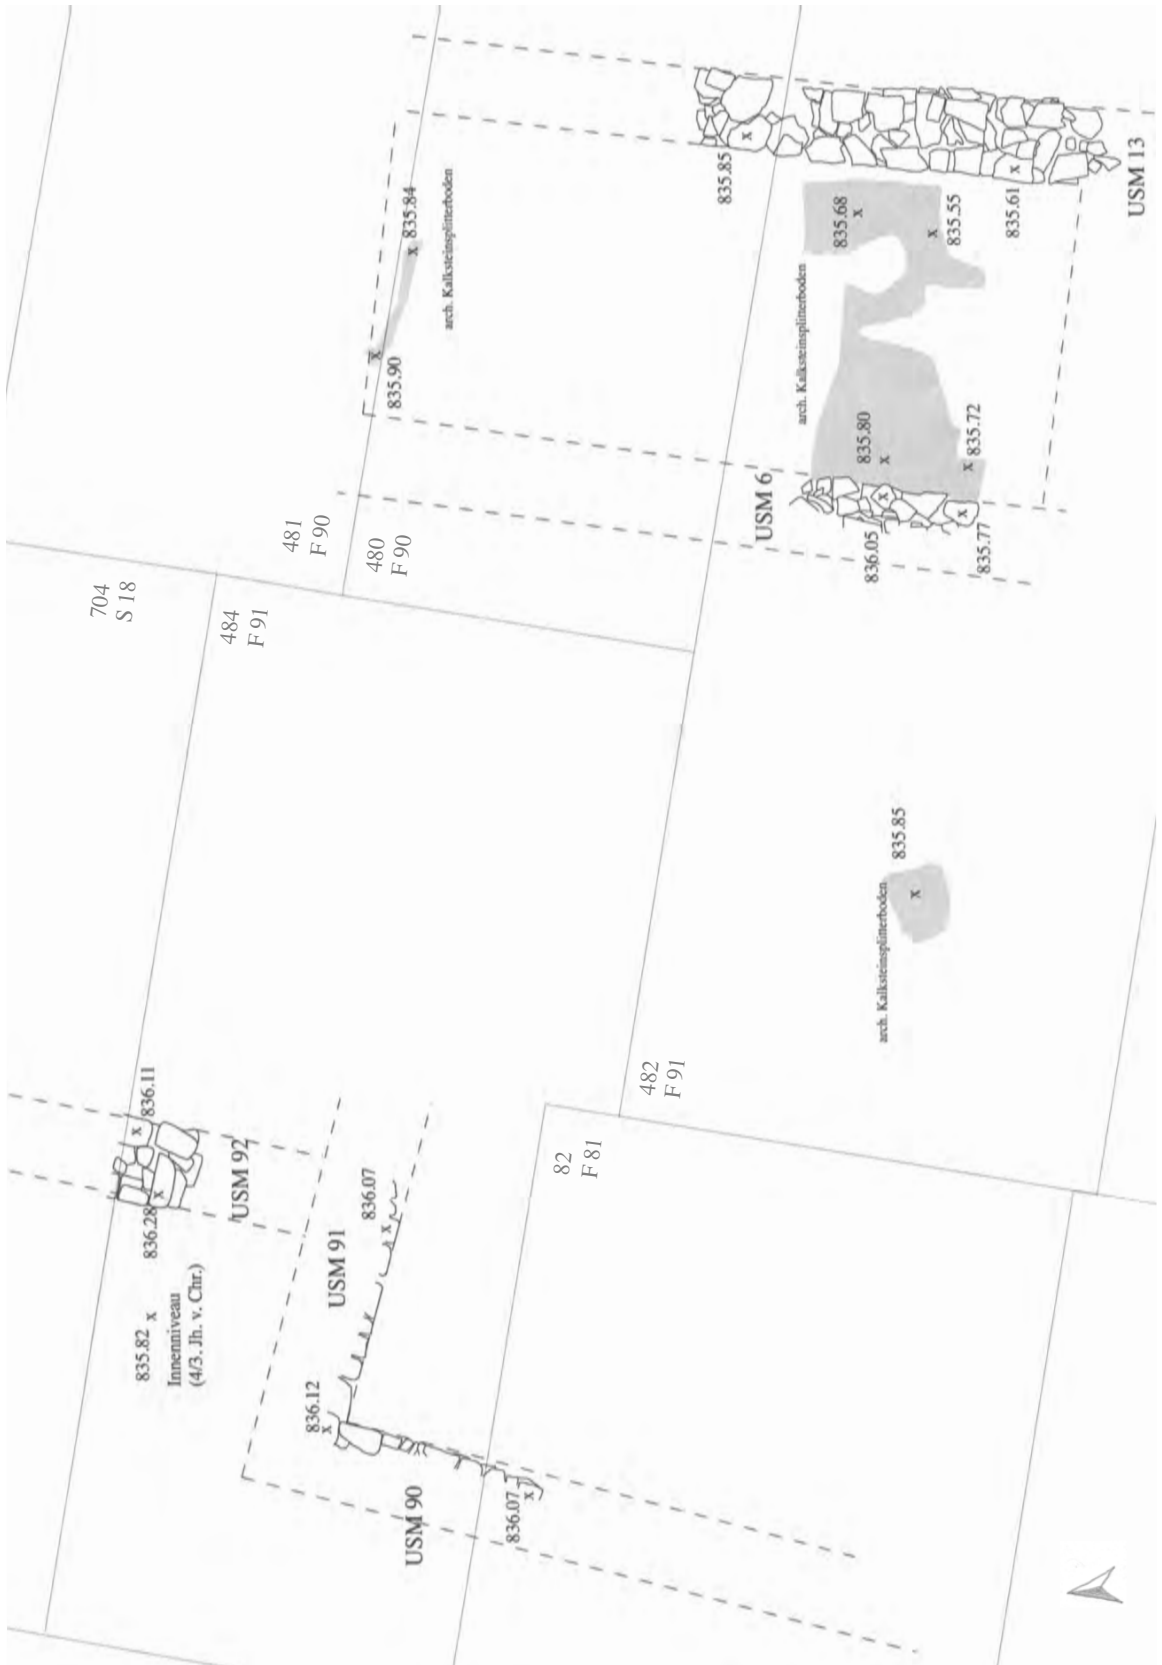 704
S 18
484
F 91
481
F 90
480
F 90
835.84
arch. Kalksteinsplitterboden
835.90
835.85
USM 13
835.68
835.55
835.61
arch. Kalksteinsplitterboden
835.80
835.72
USM 6
836.05
835.77
836.11
836.28
USM 92
835.82
Innenniveau
(4/3. Jh. v. Chr.)
USM 91
836.07
836.12
USM 90
836.07
82
F 81
482
F 91
835.85
arch. Kalksteinsplitterboden